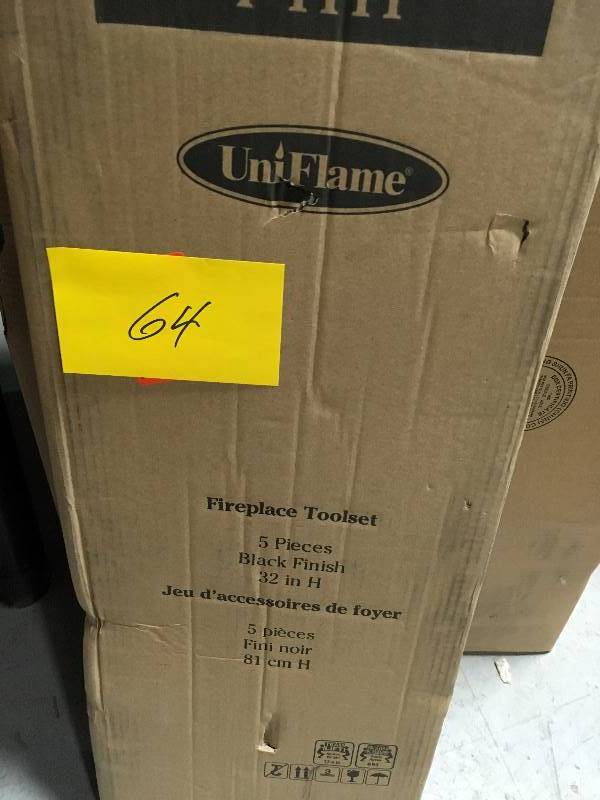 UniFlame®
64
Fireplace Toolset
5 Pieces
Black Finish
32 in H
Jeu d'accessoires de foyer
5 pièces
Fini noir
81 cm H